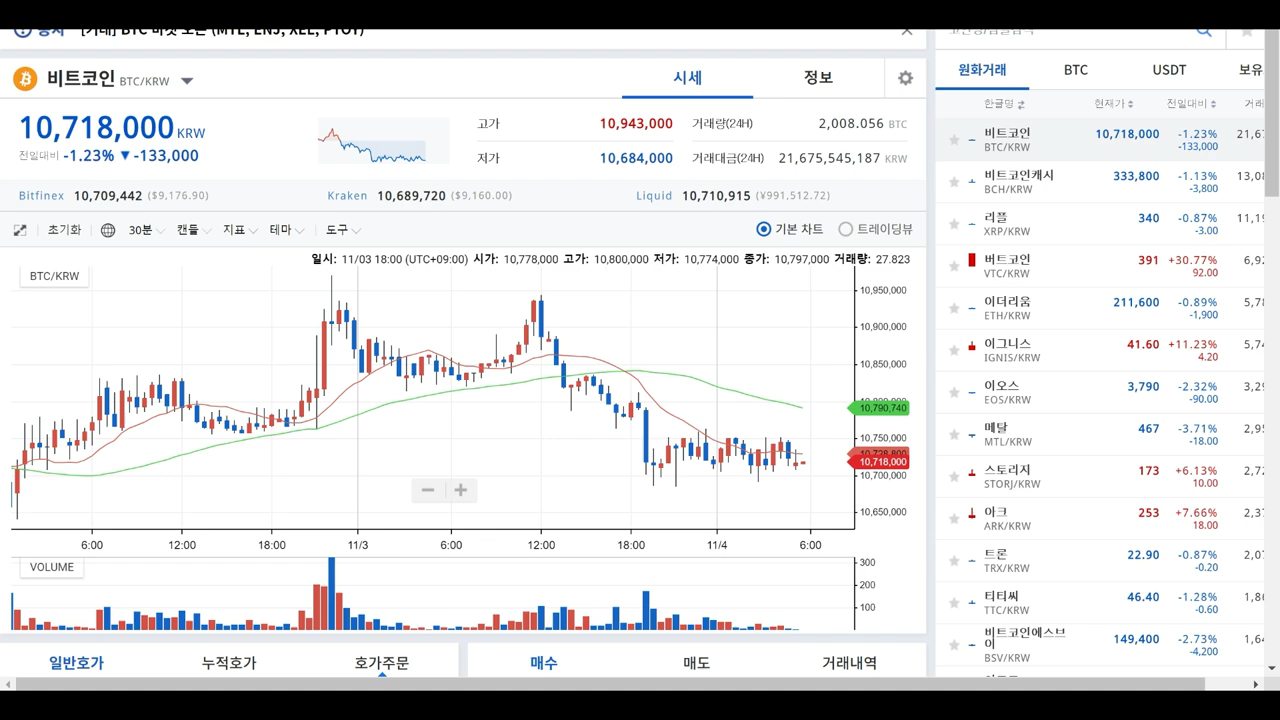 [거래] BTC 마켓 오픈 (MTL, ENJ, XEL, PTOY)
비트코인 BTC/KRW
시세
정보
10,718,000 KRW
전일대비 -1.23% ▼ -133,000
고가 10,943,000
거래량(24H) 2,008.056 BTC
저가 10,684,000
거래대금(24H) 21,675,545,187 KRW
Bitfinex 10,709,442 ($9,176.90)
Kraken 10,689,720 ($9,160.00)
Liquid 10,710,915 (¥991,512.72)
초기화 30분 캔들 지표 테마 도구
기본 차트 트레이딩뷰
일시: 11/03 18:00 (UTC+09:00) 시가: 10,778,000 고가: 10,800,000 저가: 10,774,000 종가: 10,797,000 거래량: 27.823
BTC/KRW
10,950,000
10,900,000
10,850,000
10,790,740
10,750,000
10,718,000
10,700,000
10,650,000
6:00 12:00 18:00 11/3 6:00 12:00 18:00 11/4 6:00
VOLUME
300
200
100
일반호가 누적호가 호가주문
매수 매도 거래내역
원화거래 BTC USDT 보유
한글명 현재가 전일대비
비트코인 10,718,000 -1.23%
BTC/KRW -133,000
비트코인캐시 333,800 -1.13%
BCH/KRW -3,800
리플 340 -0.87%
XRP/KRW -3.00
비트코인 391 +30.77%
VTC/KRW 92.00
이더리움 211,600 -0.89%
ETH/KRW -1,900
이그니스 41.60 +11.23%
IGNIS/KRW 4.20
이오스 3,790 -2.32%
EOS/KRW -90.00
메탈 467 -3.71%
MTL/KRW -18.00
스토리지 173 +6.13%
STORJ/KRW 10.00
아크 253 +7.66%
ARK/KRW 18.00
트론 22.90 -0.87%
TRX/KRW -0.20
티티씨 46.40 -1.28%
TTC/KRW -0.60
비트코인에스브
이 149,400 -2.73%
BSV/KRW -4,200